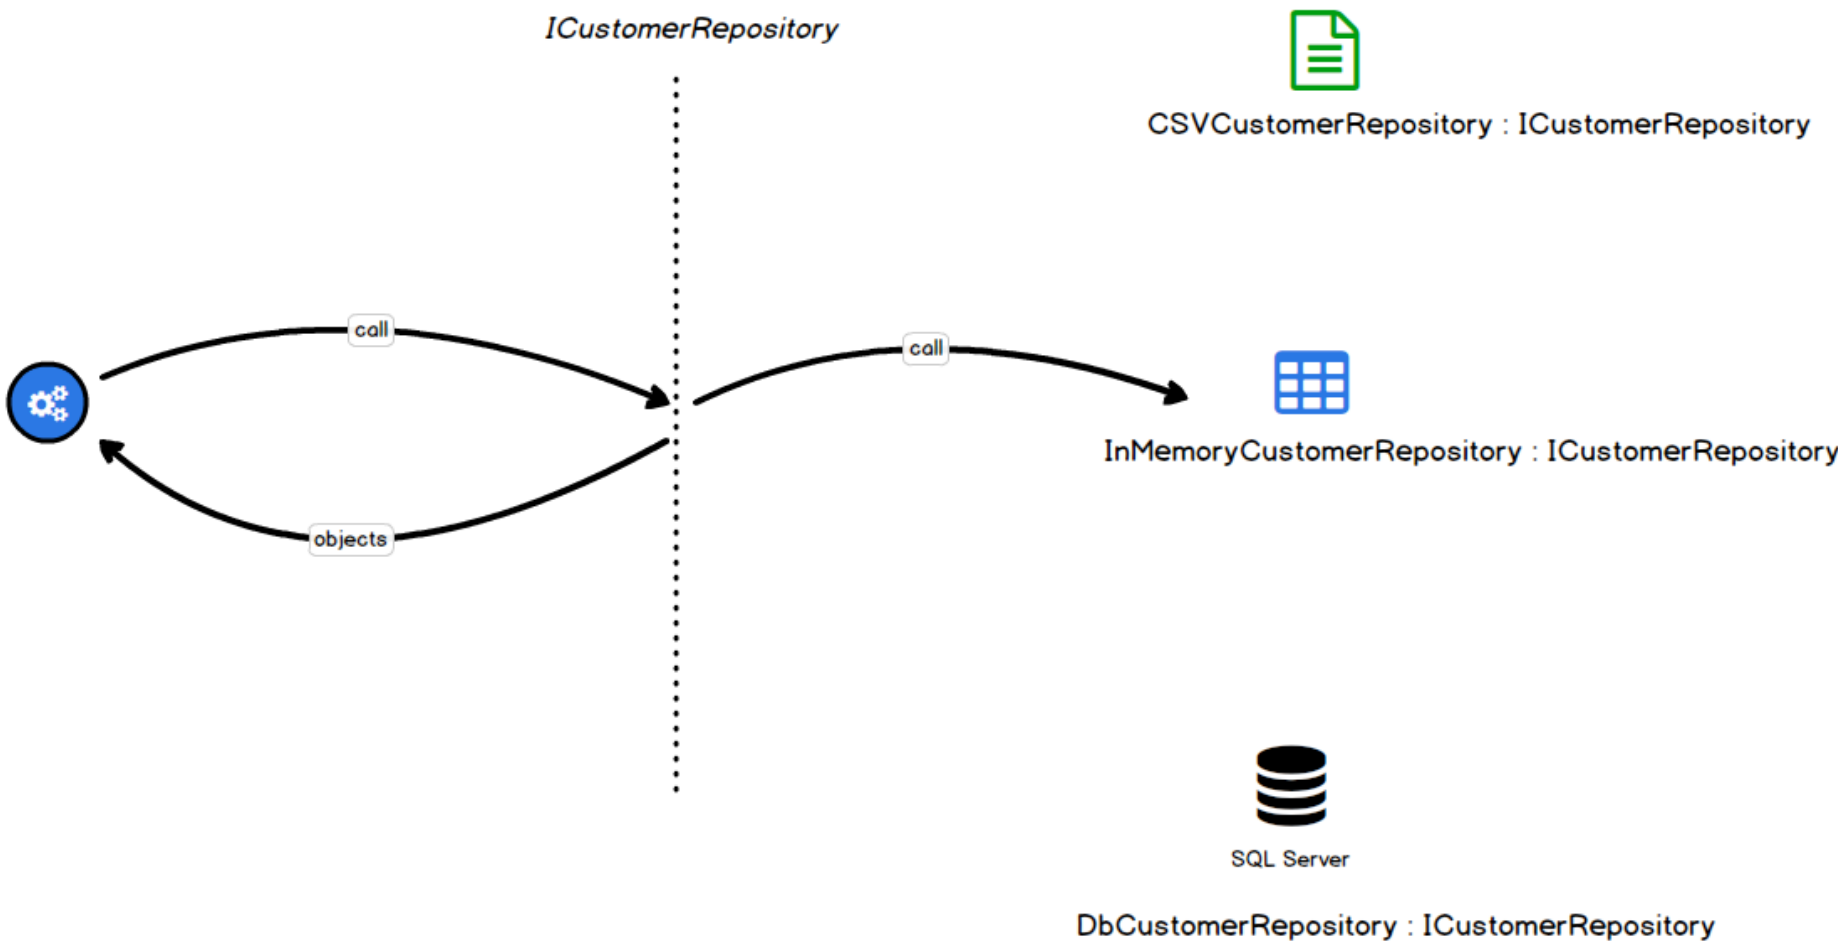 ICustomerRepository
CSVCustomerRepository : ICustomerRepository
call
call
InMemoryCustomerRepository : ICustomerRepository
objects
SQL Server
DbCustomerRepository : ICustomerRepository